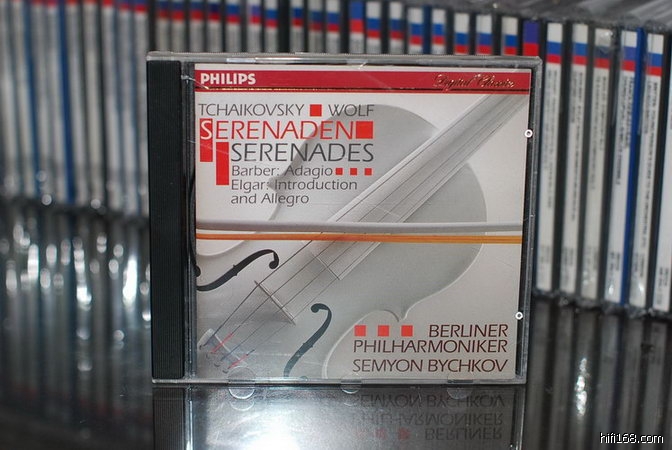 PHILIPS
Digital Classics
TCHAIKOVSKY ■ WOLF
SERENADEN
SERENADES
Barber: Adagio
Elgar: Introduction
and Allegro
BERLINER
PHILHARMONIKER
SEMYON BYCHKOV
hifi168.com